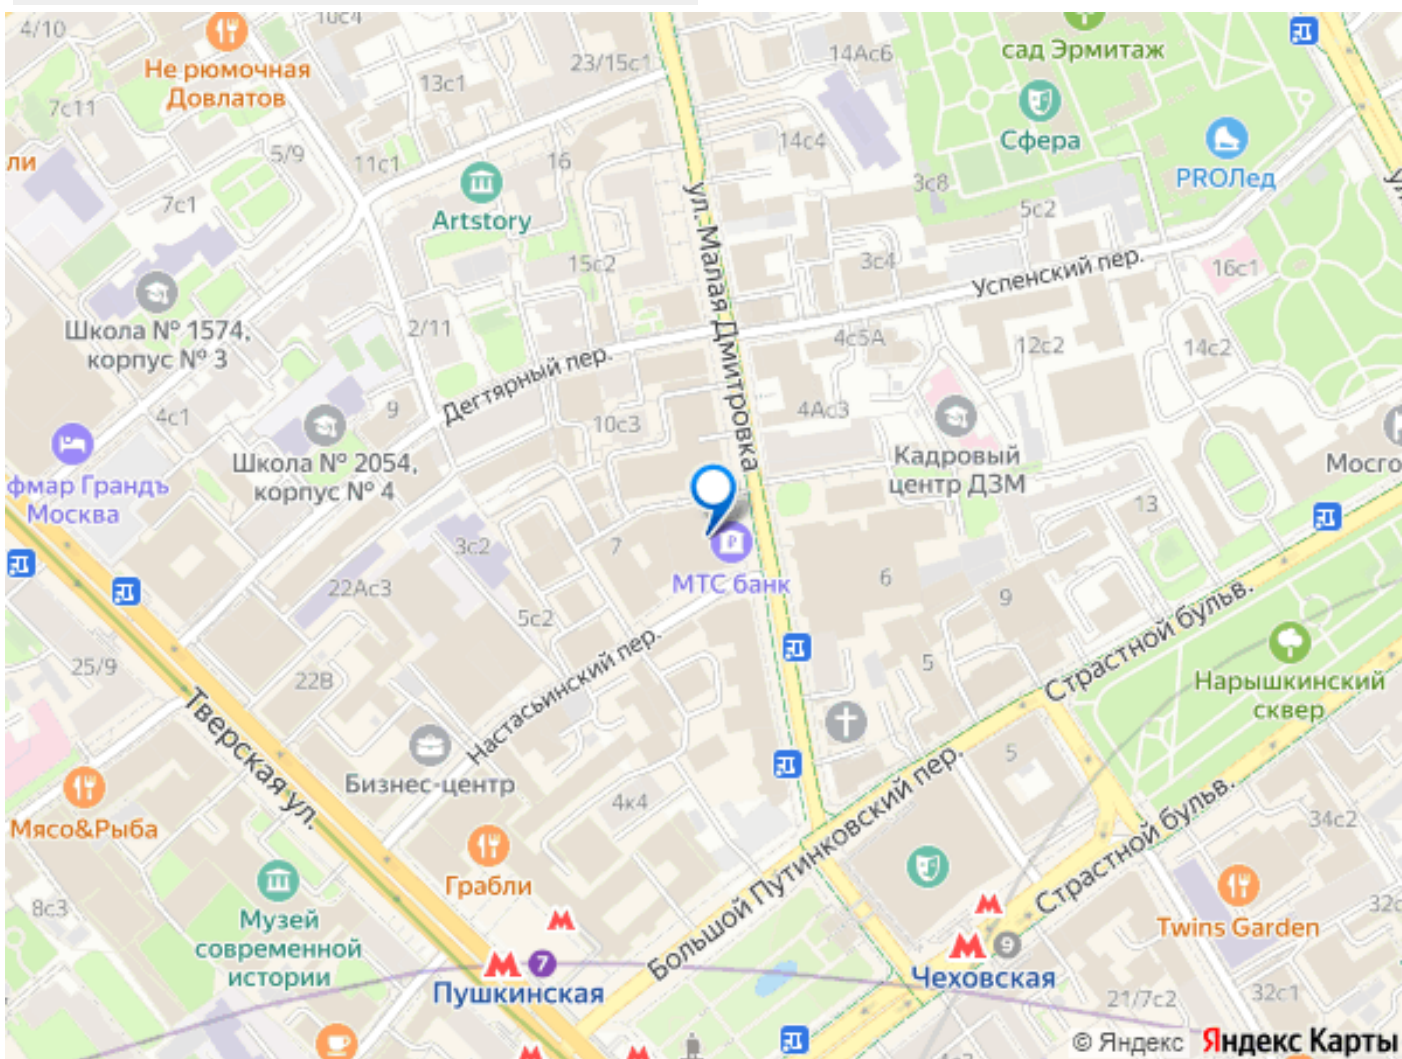 4/10
10с4
Не рюмочная
Довлатов
7с11
13с1
23/15с1
14Ас6
сад Эрмитаж
Сфера
14с4
PROЛед
ли
5/9
11с1
16
3с8
7с1
Artstory
5с2
ул. Малая Дмитровка
15с2
3с4
Успенский пер.
16с1
Школа № 1574,
корпус № 3
2/11
4с5А
12с2
14с2
Дегтярный пер.
4с1
9
10с3
4Ас3
Школа № 2054,
корпус № 4
Кадровый
центр ДЗМ
Мосго
фмар Грандъ
Москва
13
3с2
7
МТС банк
22Ас3
6
9
5с2
Страстной бульв.
25/9
22В
Настасьинский пер.
5
Нарышкинский
сквер
Тверская ул.
Бизнес-центр
5
Мясо&Рыба
4к4
Большой Путинковский пер.
Страстной бульв.
34с2
Грабли
8с3
Музей
современной
истории
Twins Garden
32с
7
Пушкинская
9
Чеховская
21/7с2
32с1
© Яндекс Яндекс Карты